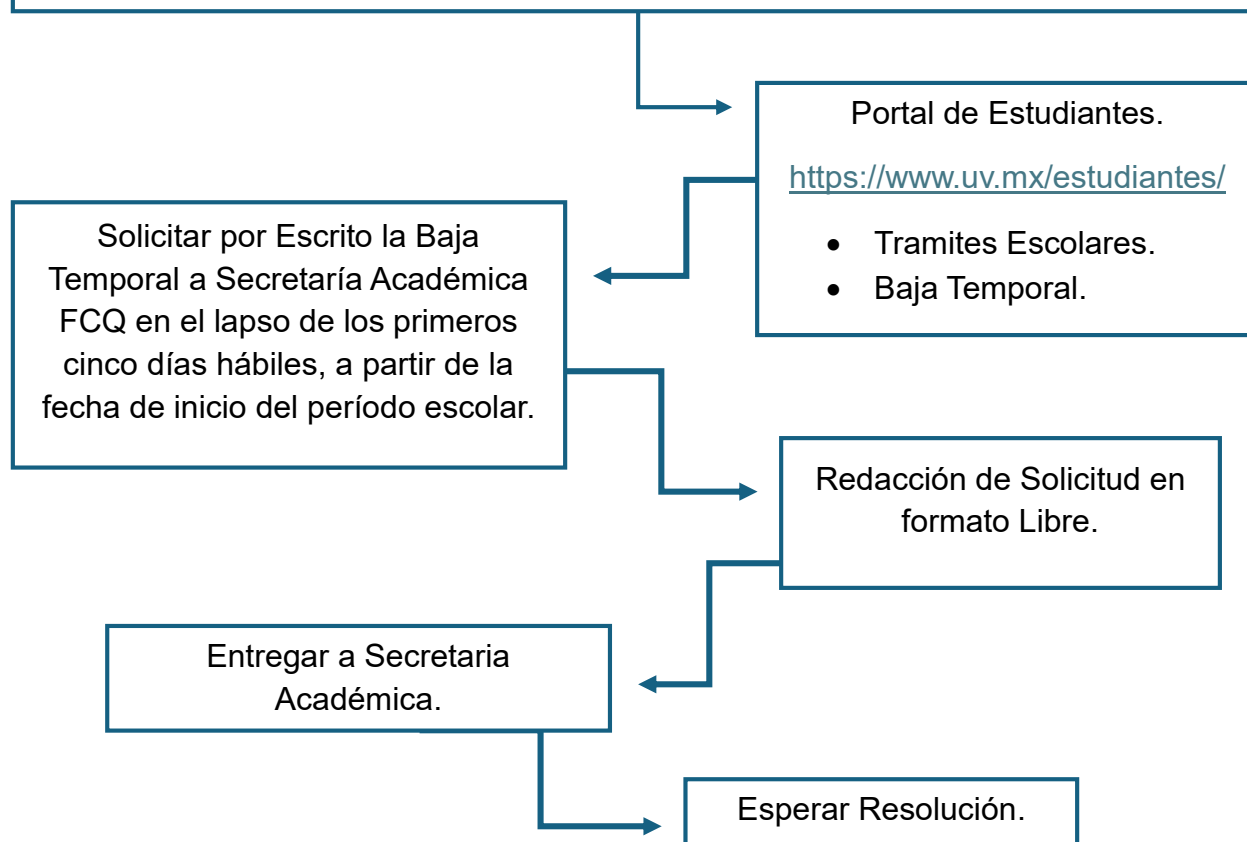 Portal de Estudiantes.
https://www.uv.mx/estudiantes/
• Tramites Escolares.
• Baja Temporal.
Solicitar por Escrito la Baja
Temporal a Secretaría Académica
FCQ en el lapso de los primeros
cinco días hábiles, a partir de la
fecha de inicio del período escolar.
Redacción de Solicitud en
formato Libre.
Entregar a Secretaria
Académica.
Esperar Resolución.